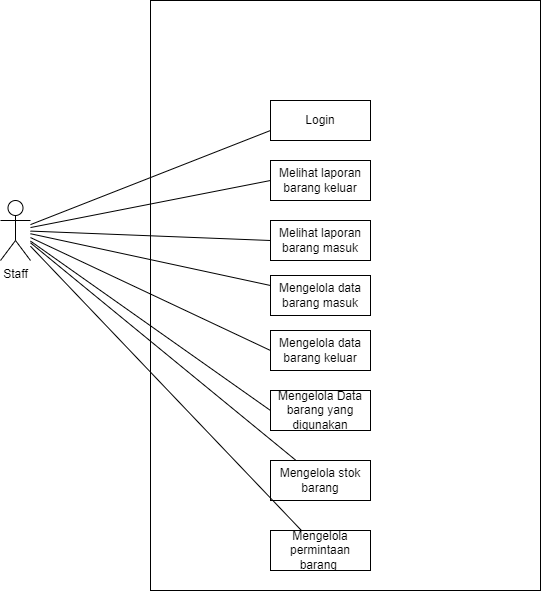 Login
Melihat laporan
barang keluar
Melihat laporan
barang masuk
Staff
Mengelola data
barang masuk
Mengelola data
barang keluar
Mengelola Data
barang yang
digunakan
Mengelola stok
barang
Mengelola
permintaan
barang